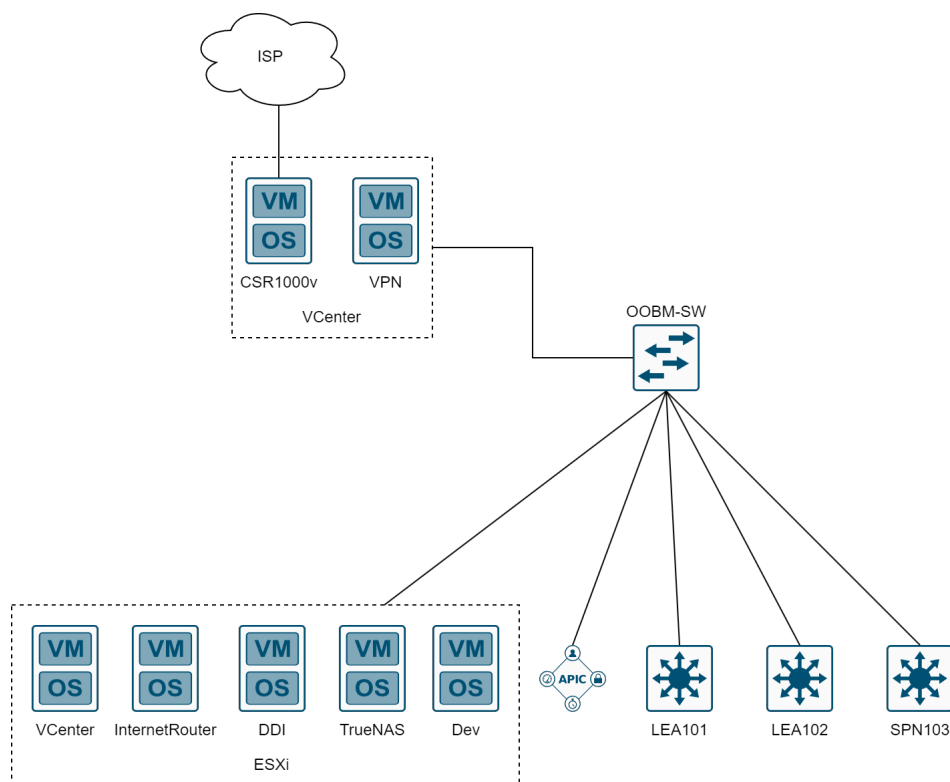 ISP
VM VM
OS OS
CSR1000v VPN
VCenter
OOBM-SW
VM VM VM VM VM
OS OS OS OS OS
APIC
VCenter InternetRouter DDI TrueNAS Dev LEA101 LEA102 SPN103
ESXi